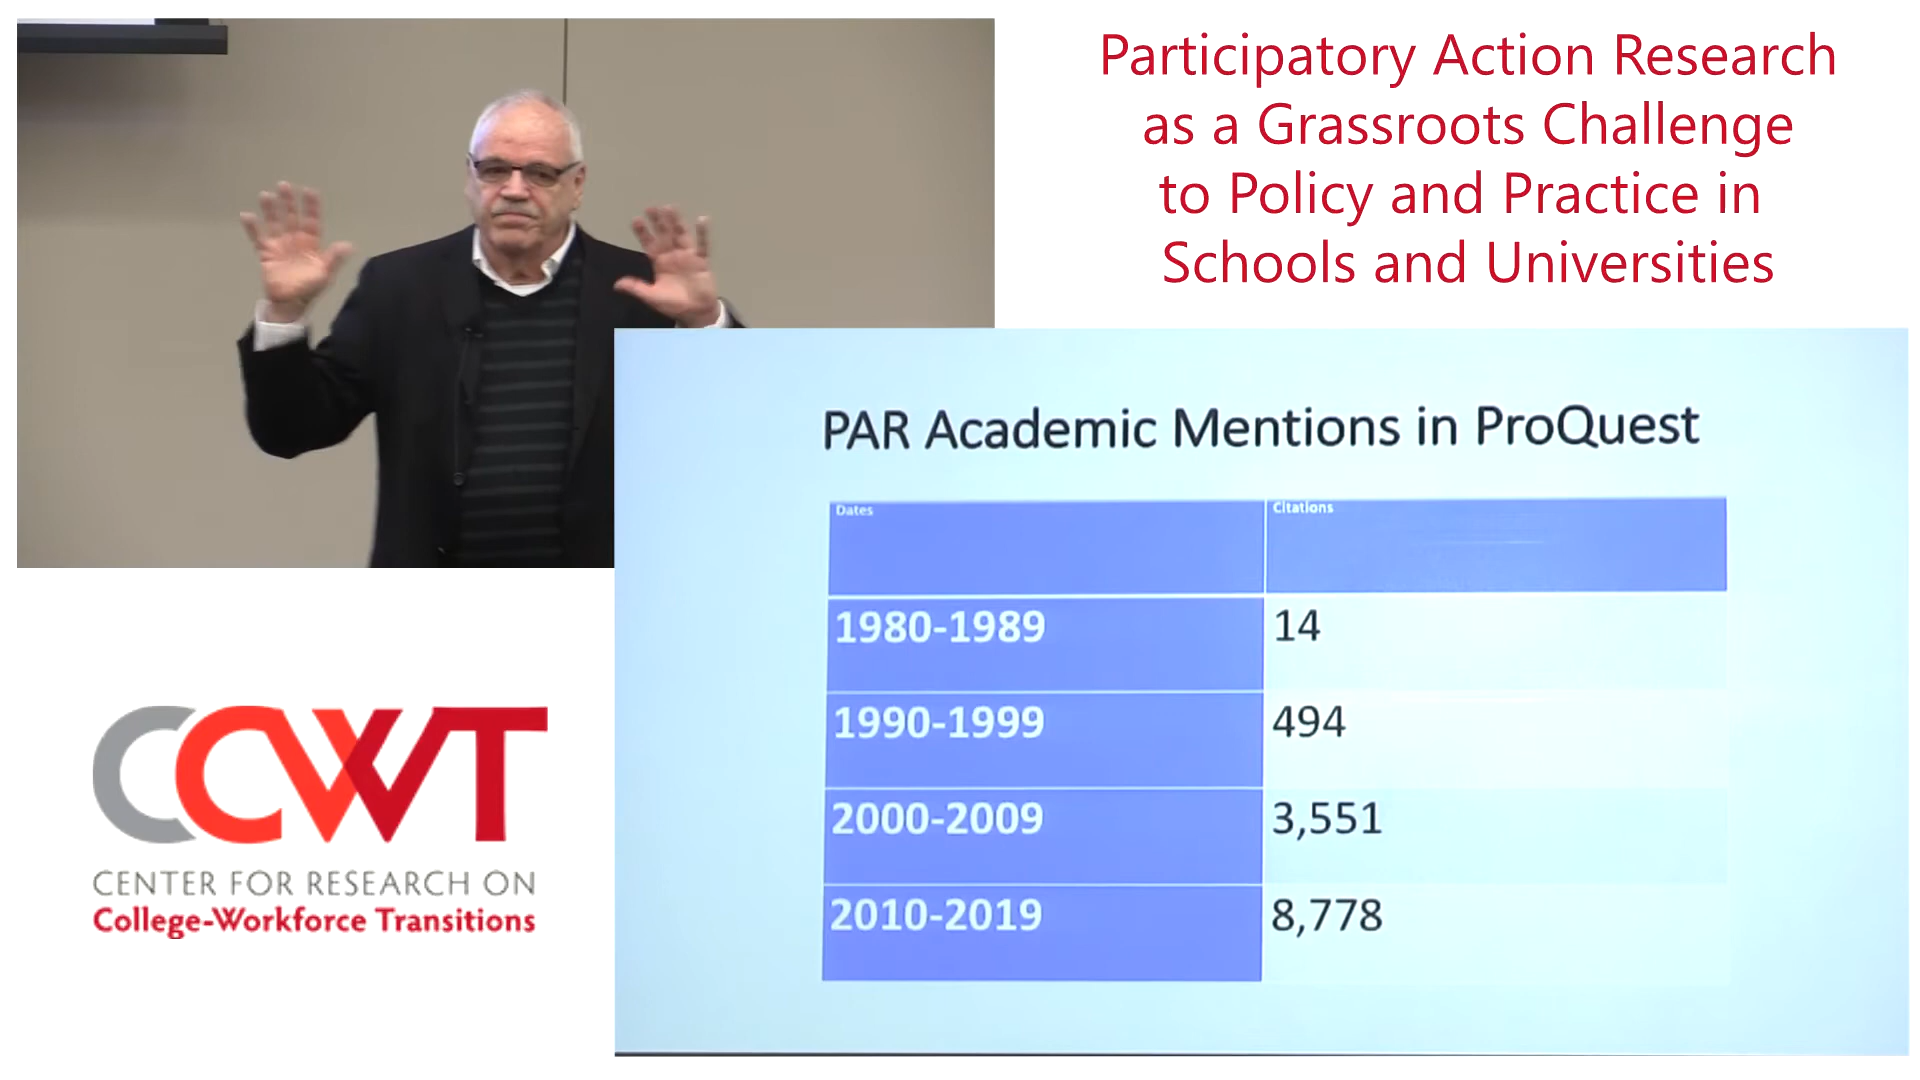 Participatory Action Research
as a Grassroots Challenge
to Policy and Practice in
Schools and Universities
PAR Academic Mentions in ProQuest
Dates Citations
1980-1989 14
1990-1999 494
2000-2009 3,551
2010-2019 8,778
CCWT
CENTER FOR RESEARCH ON
College-Workforce Transitions